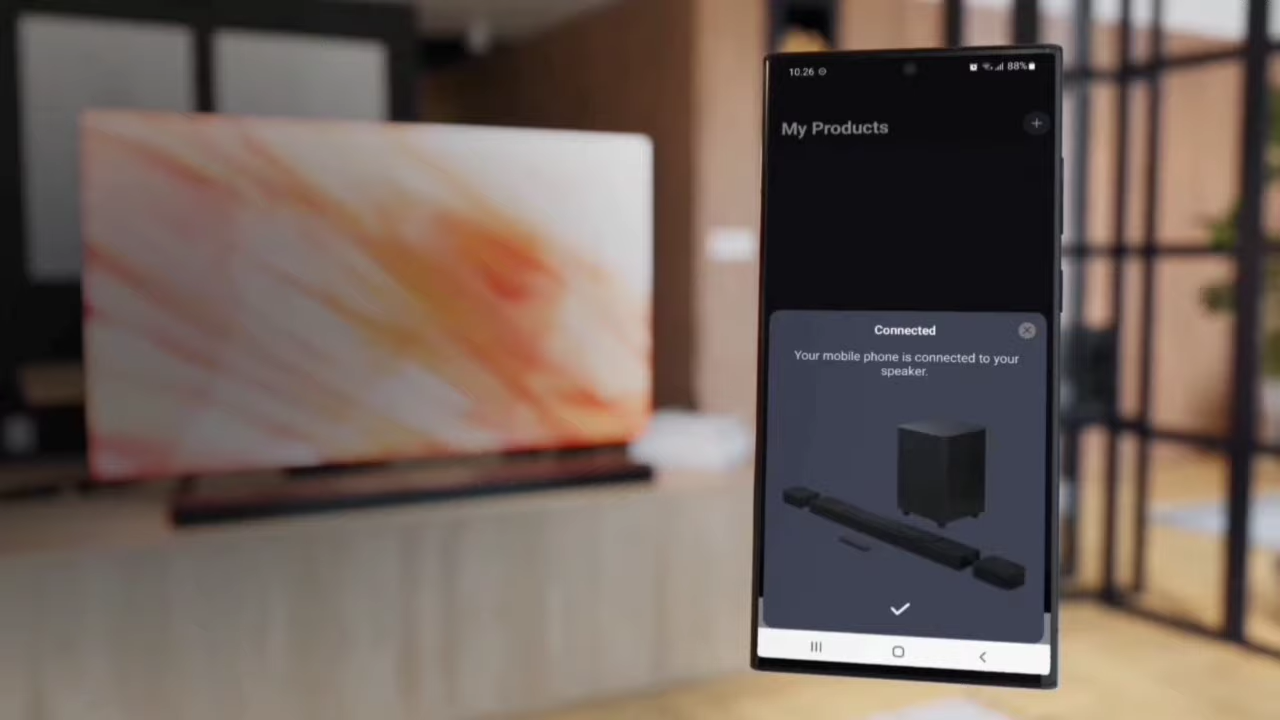 10.26
88%
My Products
Connected
Your mobile phone is connected to your
speaker.